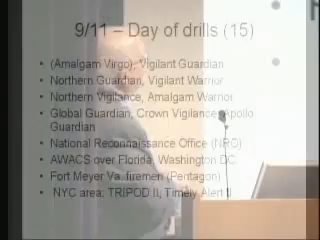 9/11 – Day of drills (15)
• (Amalgam Virgo), Vigilant Guardian
• Northern Guardian, Vigilant Warrior
• Northern Vigilance, Amalgam Warrior
• Global Guardian, Crown Vigilance, Apollo
Guardian
• National Reconnaissance Office (NRO)
• AWACS over Florida, Washington DC
• Fort Meyer Va. firemen (Pentagon)
• NYC area: TRIPOD II, Timely Alert II